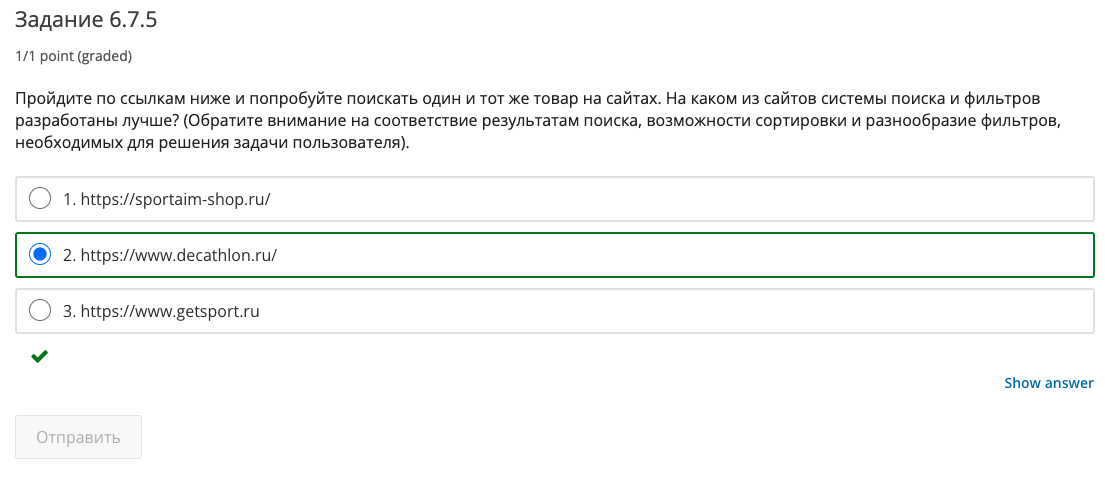 Задание 6.7.5
1/1 point (graded)
Пройдите по ссылкам ниже и попробуйте поискать один и тот же товар на сайтах. На каком из сайтов системы поиска и фильтров
разработаны лучше? (Обратите внимание на соответствие результатам поиска, возможности сортировки и разнообразие фильтров,
необходимых для решения задачи пользователя).
1. https://sportaim-shop.ru/
2. https://www.decathlon.ru/
3. https://www.getsport.ru
Show answer
Отправить